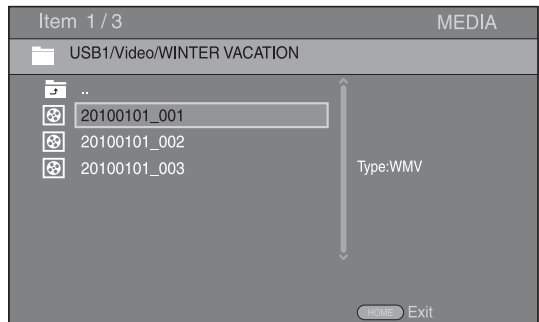 Item 1/3 MEDIA
USB1/Video/WINTER VACATION
..
20100101_001
20100101_002
20100101_003
Type:WMV
HOME Exit